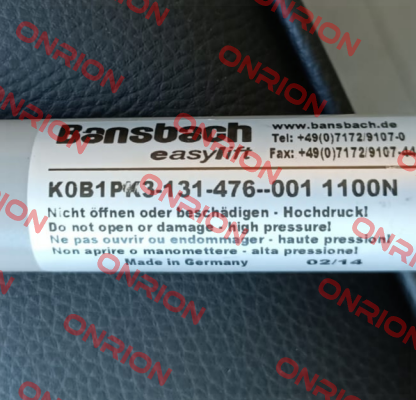 Bansbach
easylift
www.bansbach.de
Tel: +49(0)7172/9107-0
Fax: +49(0)7172/9107-44
K0B1PK3-131-476--001 1100N
Nicht öffnen oder beschädigen - Hochdruck!
Do not open or damage - high pressure!
Ne pas ouvrir ou endommager - haute pression!
Non aprire o manomettere - alta pressione!
Made in Germany 02/14
ONRION
ONRION
ONRION
ONRION
ONRION
ONRION
ONRION
ONRION
ONRION
ONRION
ONRION